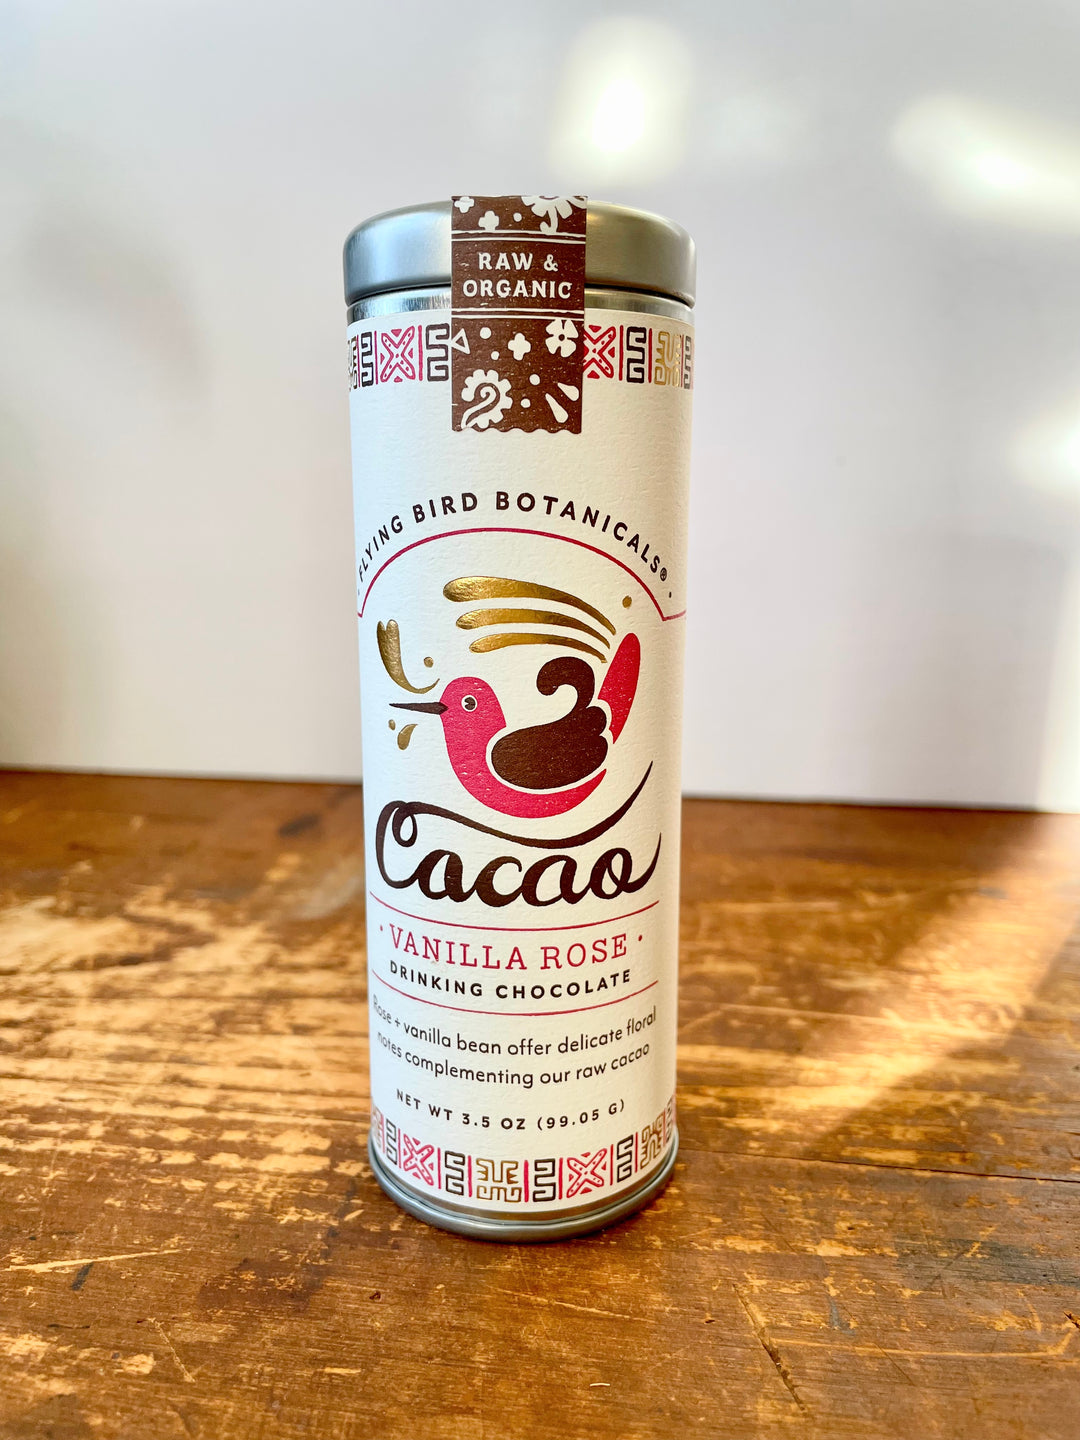 RAW &
ORGANIC
· FLYING BIRD BOTANICALS® ·
Cacao
· VANILLA ROSE ·
DRINKING CHOCOLATE
Rose + vanilla bean offer delicate floral
notes complementing our raw cacao
NET WT 3.5 OZ (99.05 G)